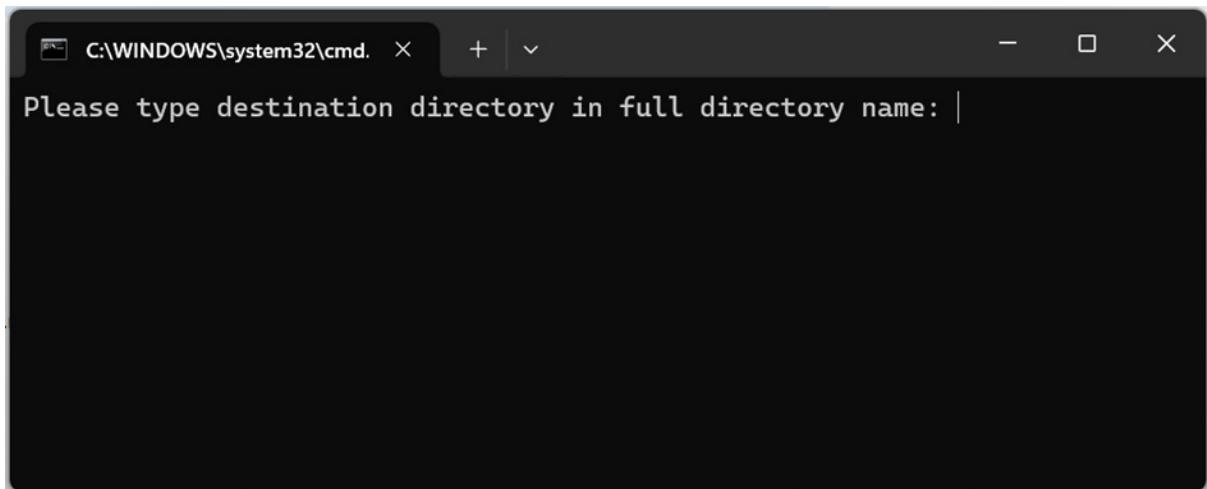 C:\WINDOWS\system32\cmd.
Please type destination directory in full directory name: